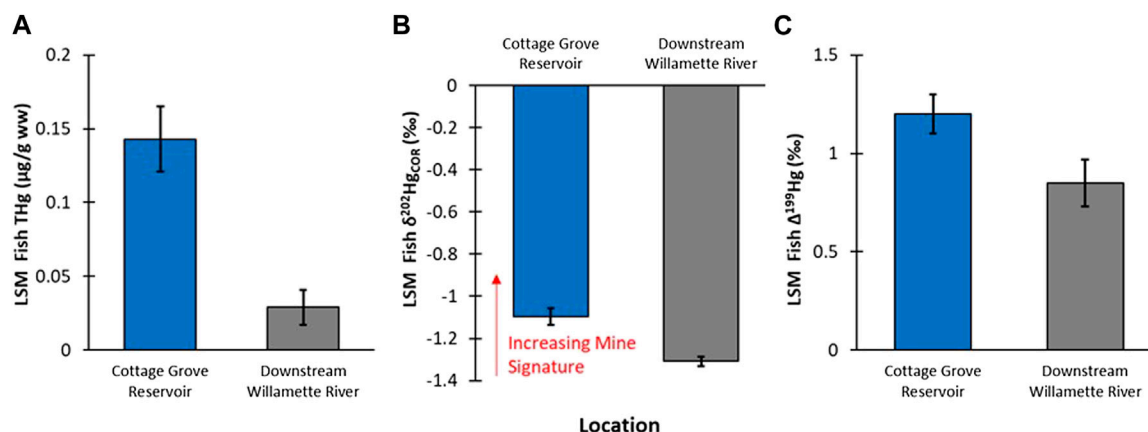 A
LSM Fish THg (µg/g ww)
0.2
0.15
0.1
0.05
0
Cottage Grove
Reservoir
Downstream
Willamette River
B
Cottage Grove
Reservoir
Downstream
Willamette River
LSM Fish δ²⁰²Hg_COR (‰)
0
-0.2
-0.4
-0.6
-0.8
-1
-1.2
-1.4
Increasing Mine
Signature
Location
C
LSM Fish Δ¹⁹⁹Hg (‰)
1.5
1
0.5
0
Cottage Grove
Reservoir
Downstream
Willamette River